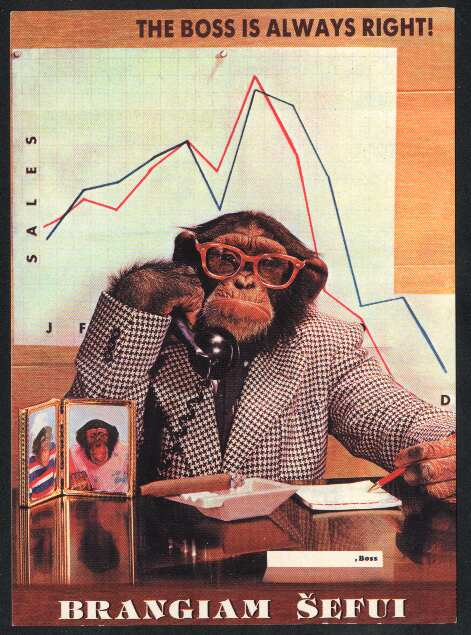 THE BOSS IS ALWAYS RIGHT!
SALES
J F
D
, Boss
BRANGIAM ŠEFUI